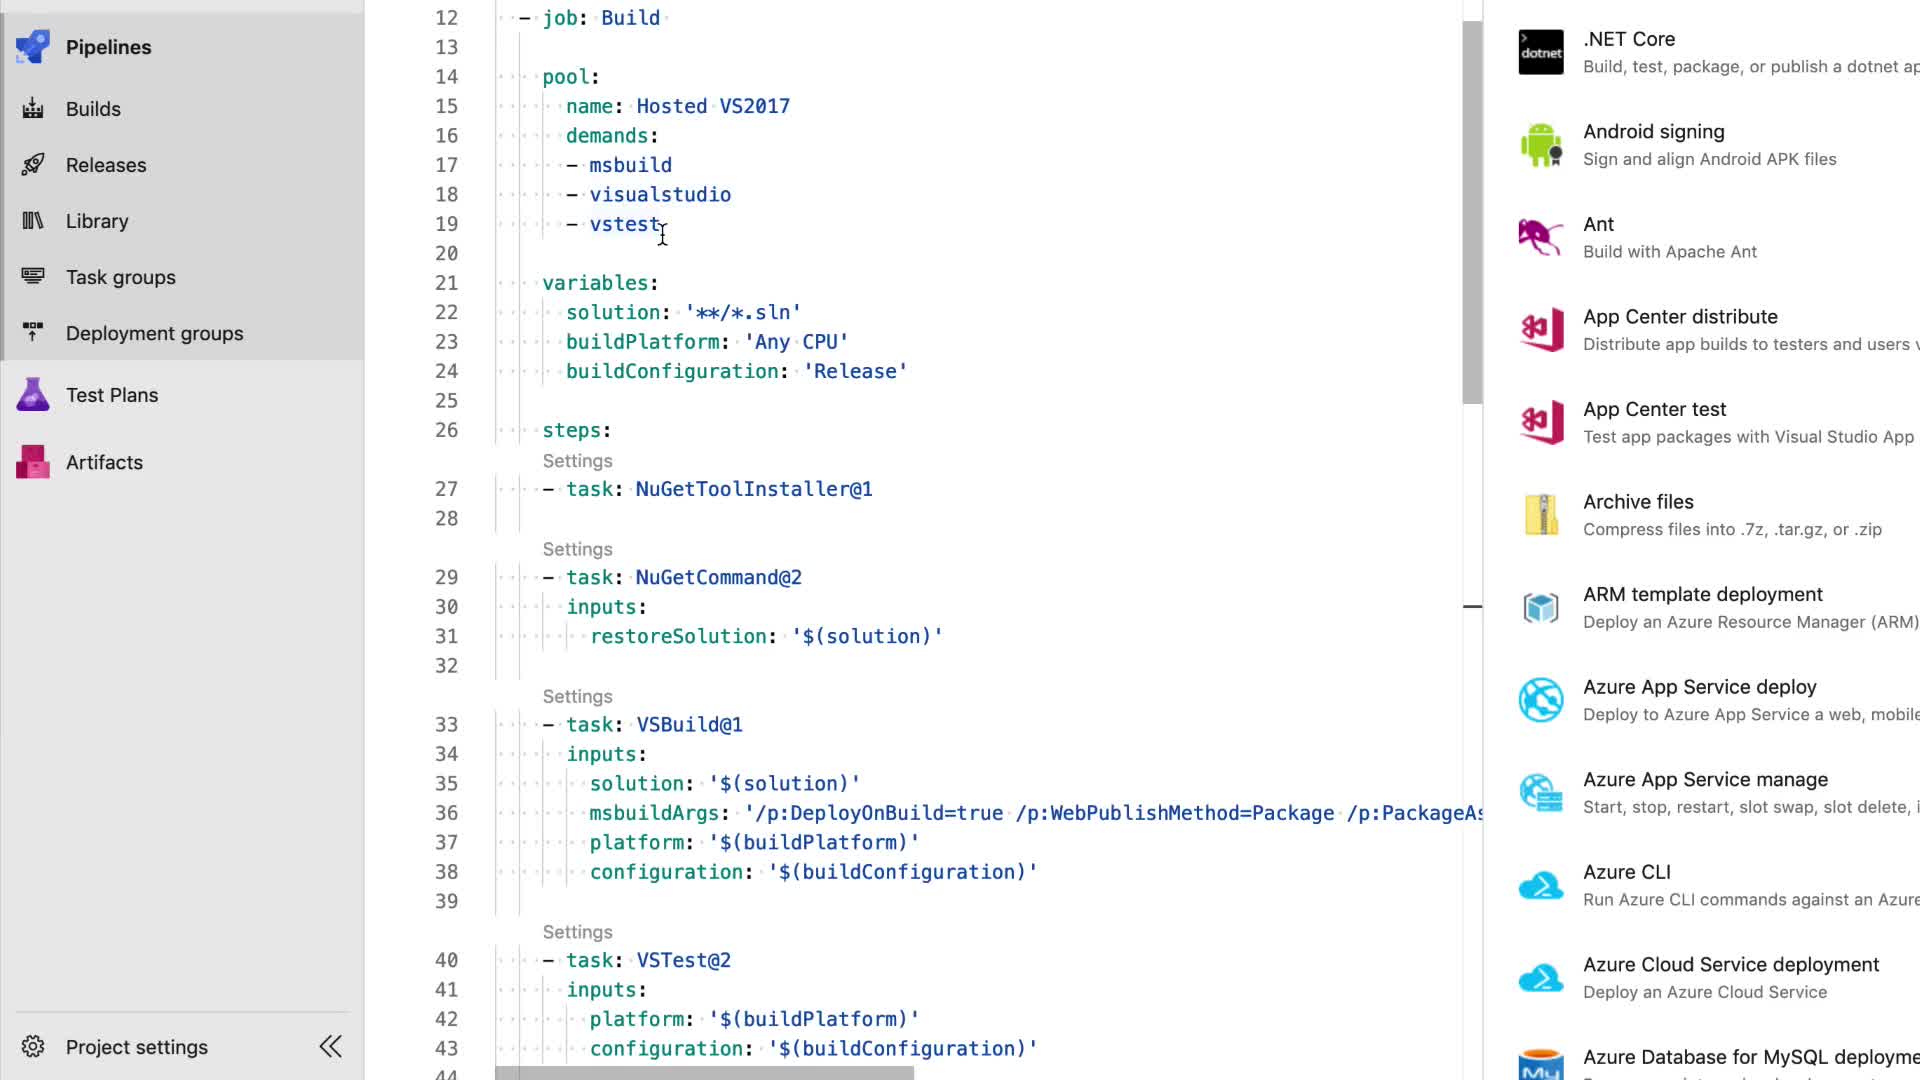 Pipelines
Builds
Releases
Library
Task groups
Deployment groups
Test Plans
Artifacts
Project settings
12 - job: Build
13
14 pool:
15 name: Hosted VS2017
16 demands:
17 - msbuild
18 - visualstudio
19 - vstest
20
21 variables:
22 solution: '**/*.sln'
23 buildPlatform: 'Any CPU'
24 buildConfiguration: 'Release'
25
26 steps:
Settings
27 - task: NuGetToolInstaller@1
28
Settings
29 - task: NuGetCommand@2
30 inputs:
31 restoreSolution: '$(solution)'
32
Settings
33 - task: VSBuild@1
34 inputs:
35 solution: '$(solution)'
36 msbuildArgs: '/p:DeployOnBuild=true /p:WebPublishMethod=Package /p:PackageAs
37 platform: '$(buildPlatform)'
38 configuration: '$(buildConfiguration)'
39
Settings
40 - task: VSTest@2
41 inputs:
42 platform: '$(buildPlatform)'
43 configuration: '$(buildConfiguration)'
44
dotnet
.NET Core
Build, test, package, or publish a dotnet ap
Android signing
Sign and align Android APK files
Ant
Build with Apache Ant
App Center distribute
Distribute app builds to testers and users v
App Center test
Test app packages with Visual Studio App
Archive files
Compress files into .7z, .tar.gz, or .zip
ARM template deployment
Deploy an Azure Resource Manager (ARM)
Azure App Service deploy
Deploy to Azure App Service a web, mobile
Azure App Service manage
Start, stop, restart, slot swap, slot delete, i
Azure CLI
Run Azure CLI commands against an Azure
Azure Cloud Service deployment
Deploy an Azure Cloud Service
My
Azure Database for MySQL deployme